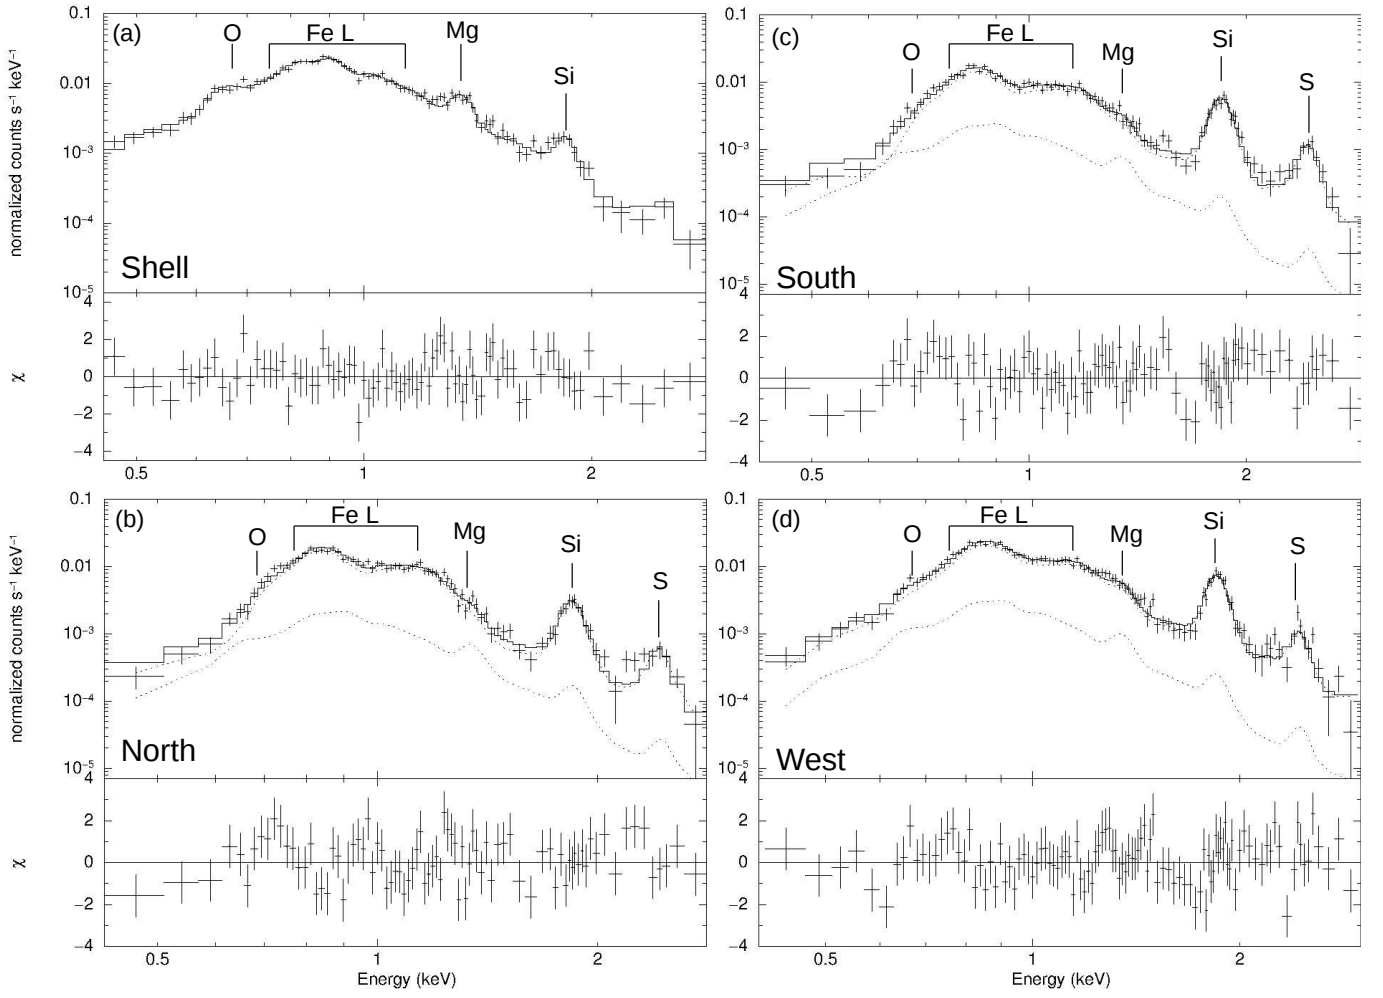 (a)
O
Fe L
Mg
Si
Shell
normalized counts s⁻¹ keV⁻¹
0.1
0.01
10⁻³
10⁻⁴
10⁻⁵
χ
4
2
0
−2
−4
0.5
1
2
(c)
O
Fe L
Mg
Si
S
South
0.1
0.01
10⁻³
10⁻⁴
10⁻⁵
4
2
0
−2
−4
0.5
1
2
(b)
O
Fe L
Mg
Si
S
North
normalized counts s⁻¹ keV⁻¹
0.1
0.01
10⁻³
10⁻⁴
10⁻⁵
χ
4
2
0
−2
−4
0.5
1
2
Energy (keV)
(d)
O
Fe L
Mg
Si
S
West
0.1
0.01
10⁻³
10⁻⁴
10⁻⁵
4
2
0
−2
−4
0.5
1
2
Energy (keV)